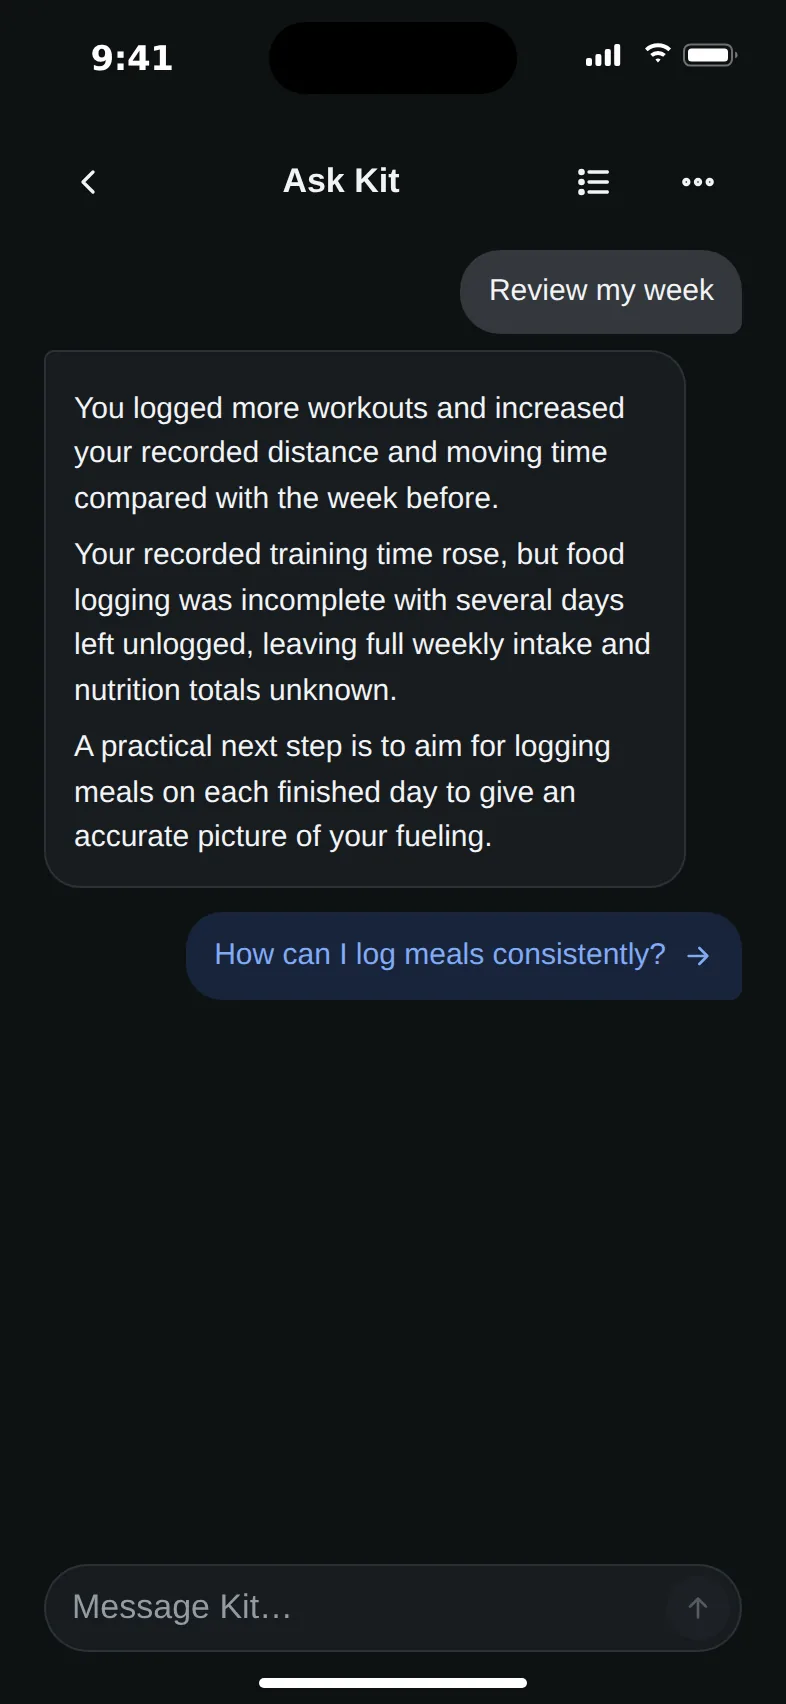 9:41
Ask Kit
Review my week
You logged more workouts and increased
your recorded distance and moving time
compared with the week before.
Your recorded training time rose, but food
logging was incomplete with several days
left unlogged, leaving full weekly intake and
nutrition totals unknown.
A practical next step is to aim for logging
meals on each finished day to give an
accurate picture of your fueling.
How can I log meals consistently?
Message Kit…